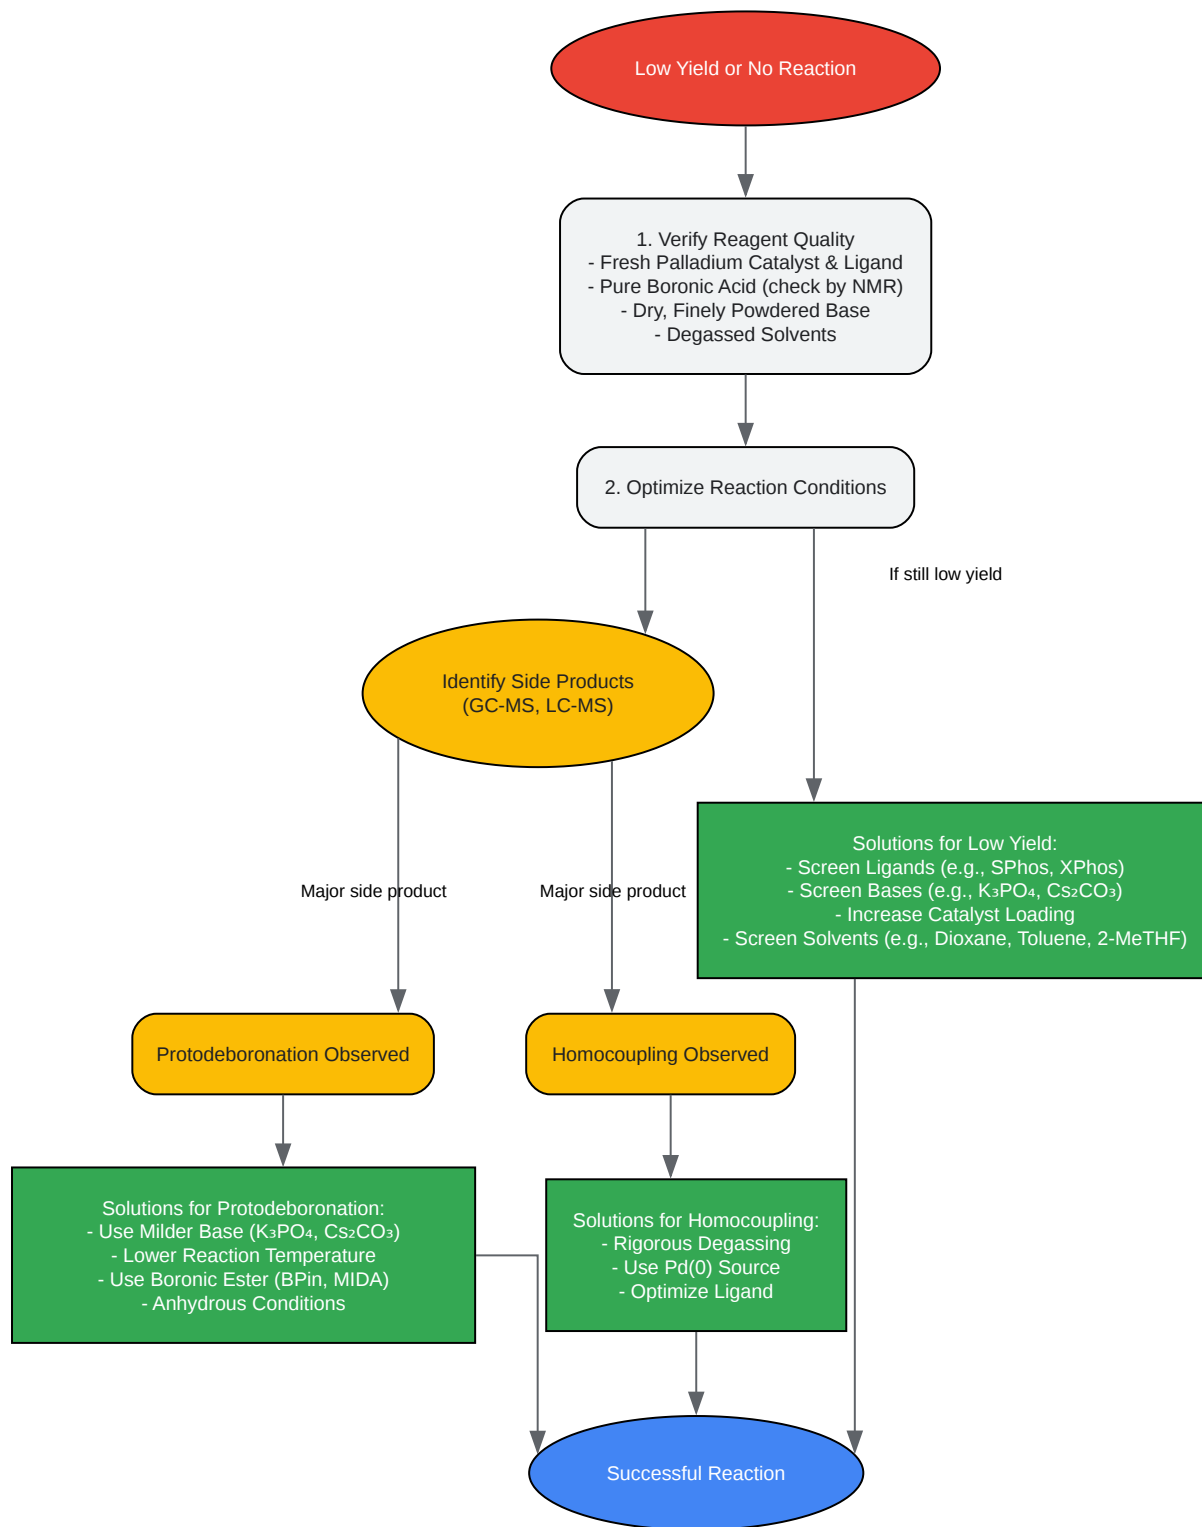 Low Yield or No Reaction
1. Verify Reagent Quality
- Fresh Palladium Catalyst & Ligand
- Pure Boronic Acid (check by NMR)
- Dry, Finely Powdered Base
- Degassed Solvents
2. Optimize Reaction Conditions
If still low yield
Identify Side Products
(GC-MS, LC-MS)
Solutions for Low Yield:
- Screen Ligands (e.g., SPhos, XPhos)
- Screen Bases (e.g., K₃PO₄, Cs₂CO₃)
- Increase Catalyst Loading
- Screen Solvents (e.g., Dioxane, Toluene, 2-MeTHF)
Major side product
Major side product
Protodeboronation Observed
Homocoupling Observed
Solutions for Protodeboronation:
- Use Milder Base (K₃PO₄, Cs₂CO₃)
- Lower Reaction Temperature
- Use Boronic Ester (BPin, MIDA)
- Anhydrous Conditions
Solutions for Homocoupling:
- Rigorous Degassing
- Use Pd(0) Source
- Optimize Ligand
Successful Reaction